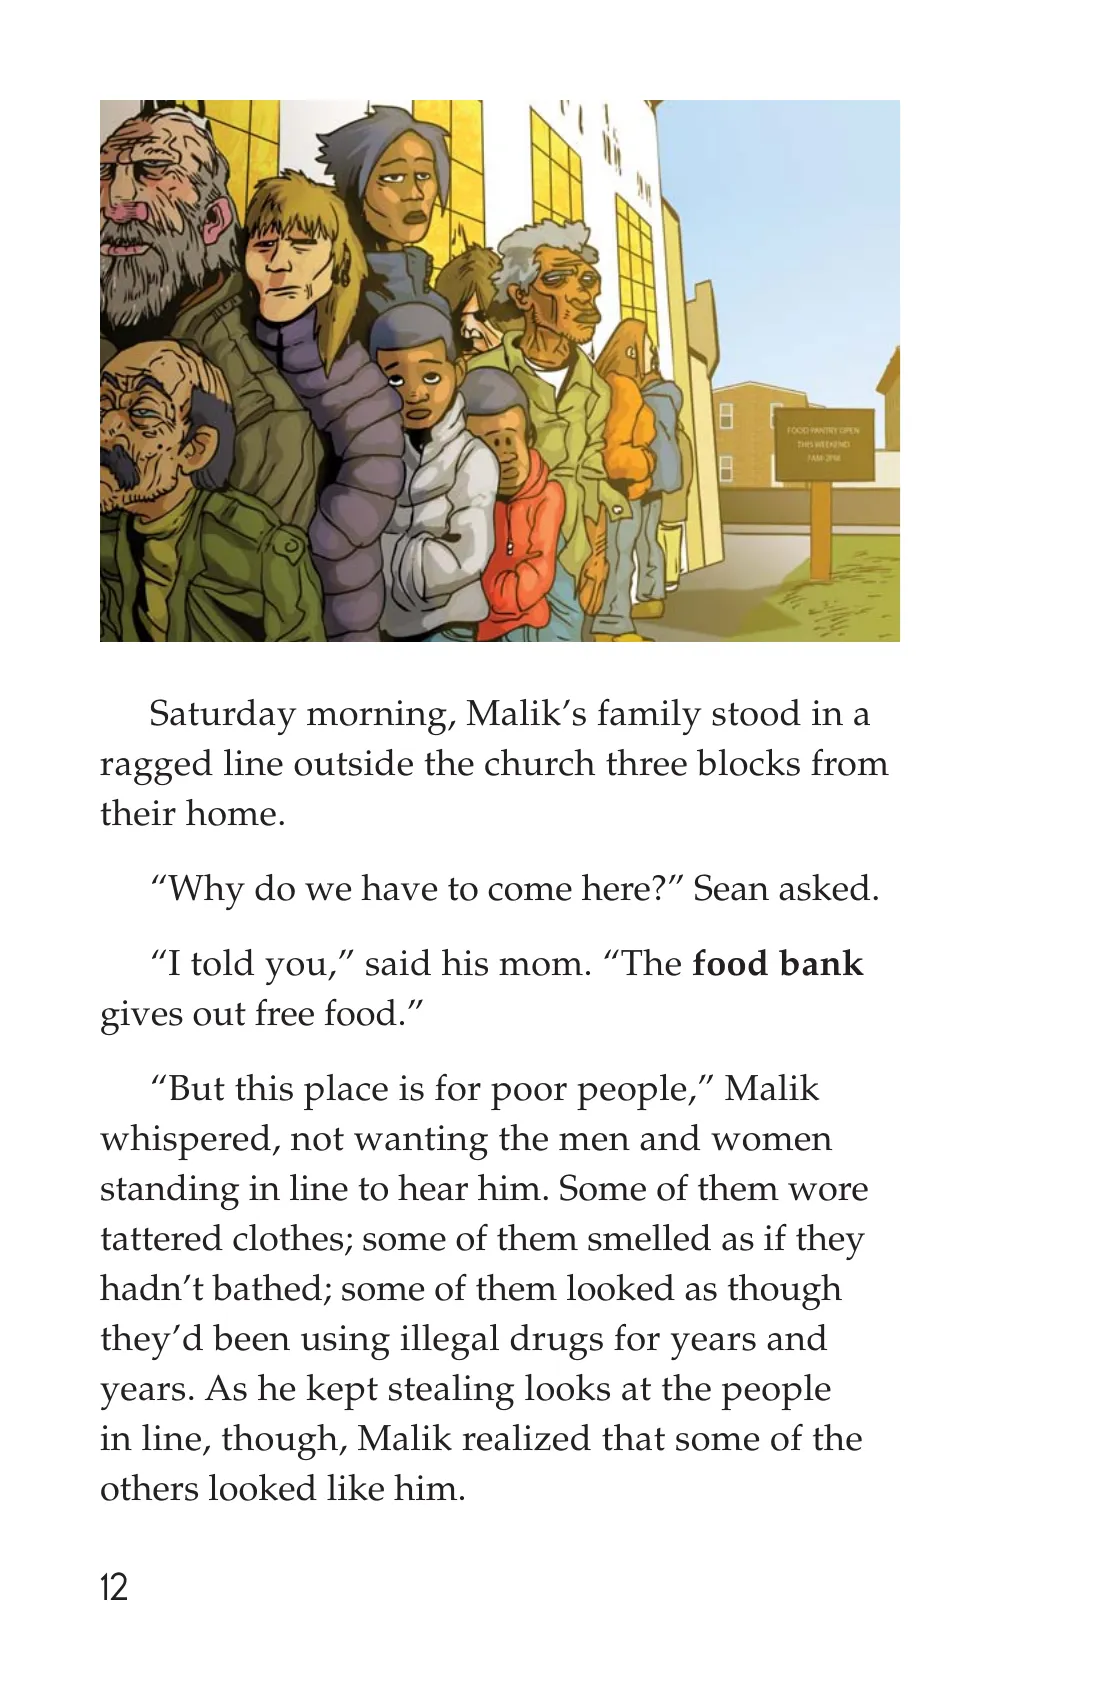 FOOD PANTRY OPEN
THIS WEEKEND
7AM-2PM
Saturday morning, Malik’s family stood in a
ragged line outside the church three blocks from
their home.
“Why do we have to come here?” Sean asked.
“I told you,” said his mom. “The food bank
gives out free food.”
“But this place is for poor people,” Malik
whispered, not wanting the men and women
standing in line to hear him. Some of them wore
tattered clothes; some of them smelled as if they
hadn’t bathed; some of them looked as though
they’d been using illegal drugs for years and
years. As he kept stealing looks at the people
in line, though, Malik realized that some of the
others looked like him.
12